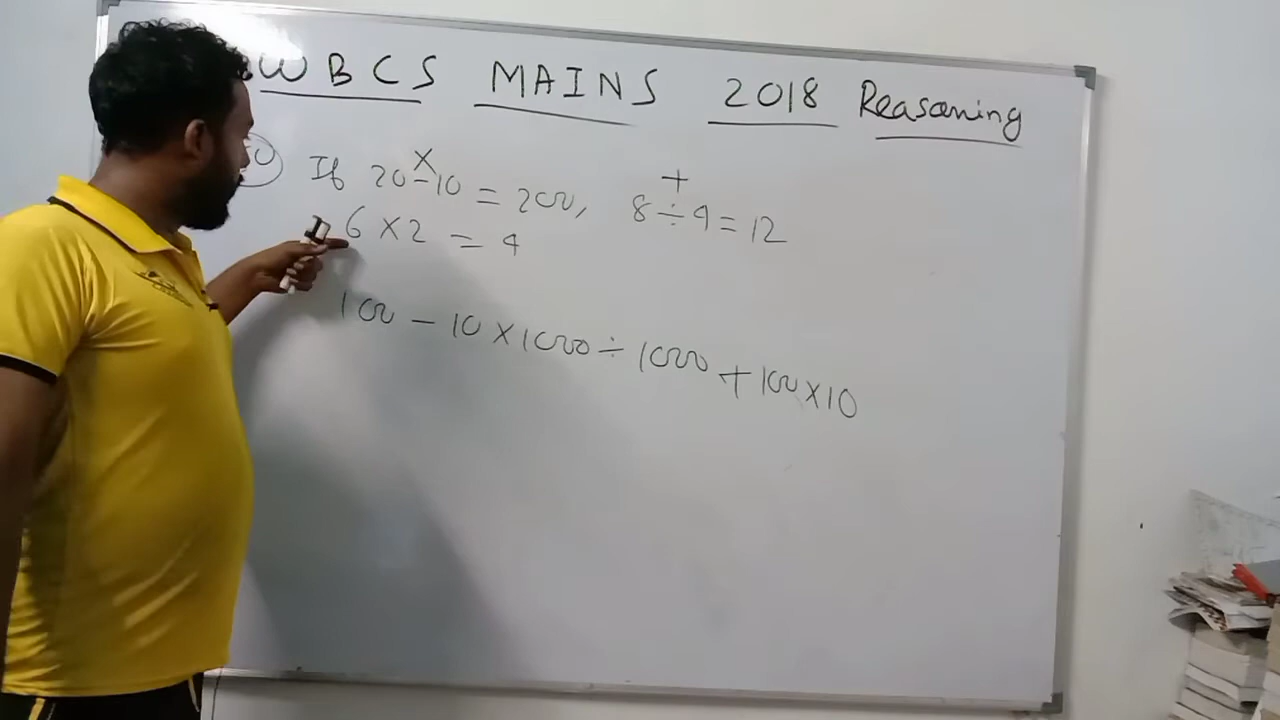 WBCS MAINS 2018 Reasoning
If 20 - 10 = 200, 8 ÷ 4 = 12
×
+
6 × 2 = 4
100 - 10 × 1000 ÷ 1000 + 100 × 10